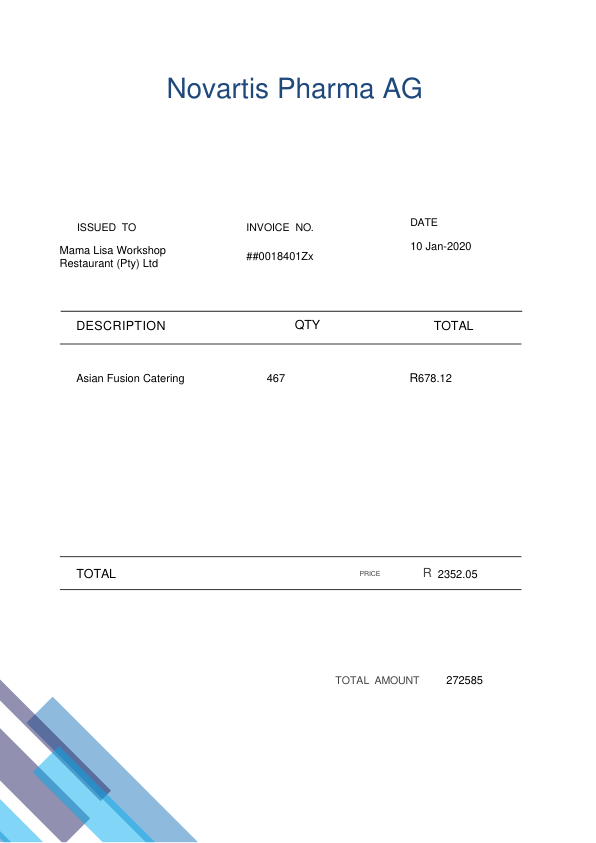 Novartis Pharma AG
ISSUED TO
INVOICE NO.
DATE
Mama Lisa Workshop
Restaurant (Pty) Ltd
##0018401Zx
10 Jan-2020
DESCRIPTION
QTY
TOTAL
Asian Fusion Catering
467
R678.12
TOTAL
PRICE
R 2352.05
TOTAL AMOUNT
272585